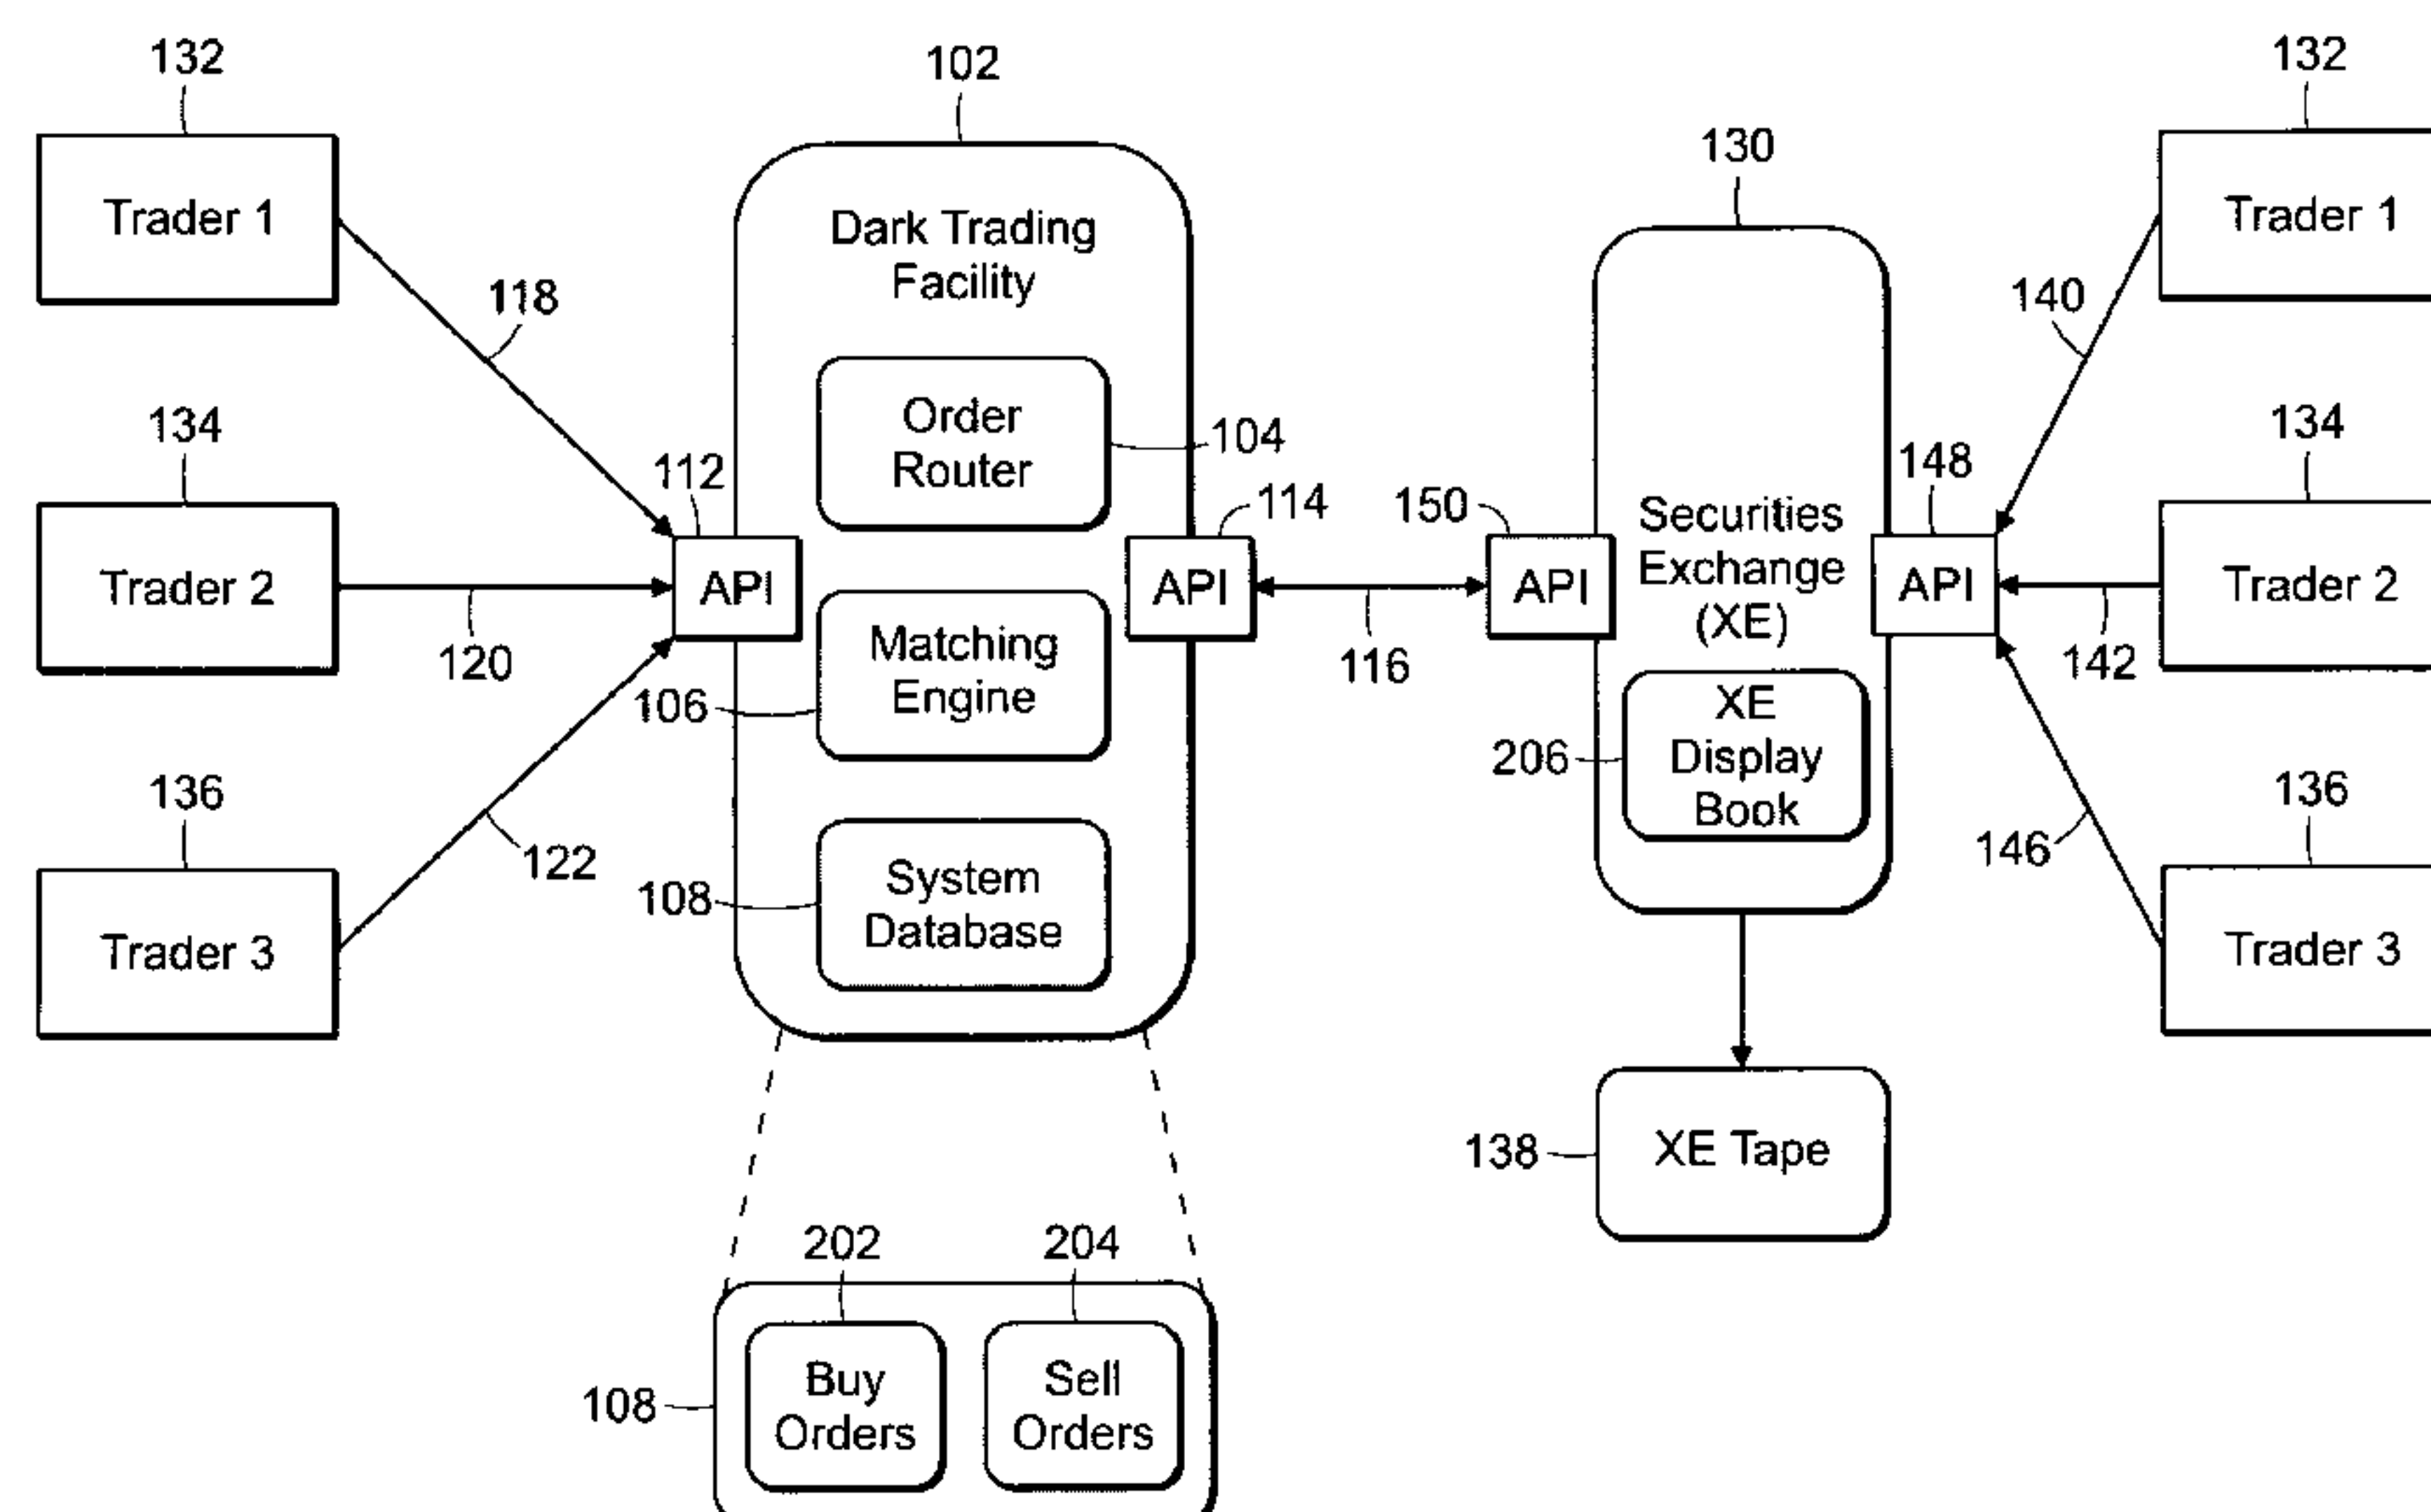 132
Trader 1
118
134
Trader 2
120
136
Trader 3
122
102
Dark Trading
Facility
Order
Router
104
112
API
114
API
Matching
Engine
106
System
Database
108
116
202
204
108
Buy
Orders
Sell
Orders
130
150
API
Securities
Exchange
(XE)
148
API
XE
Display
Book
206
138
XE Tape
132
Trader 1
140
134
Trader 2
142
136
Trader 3
146